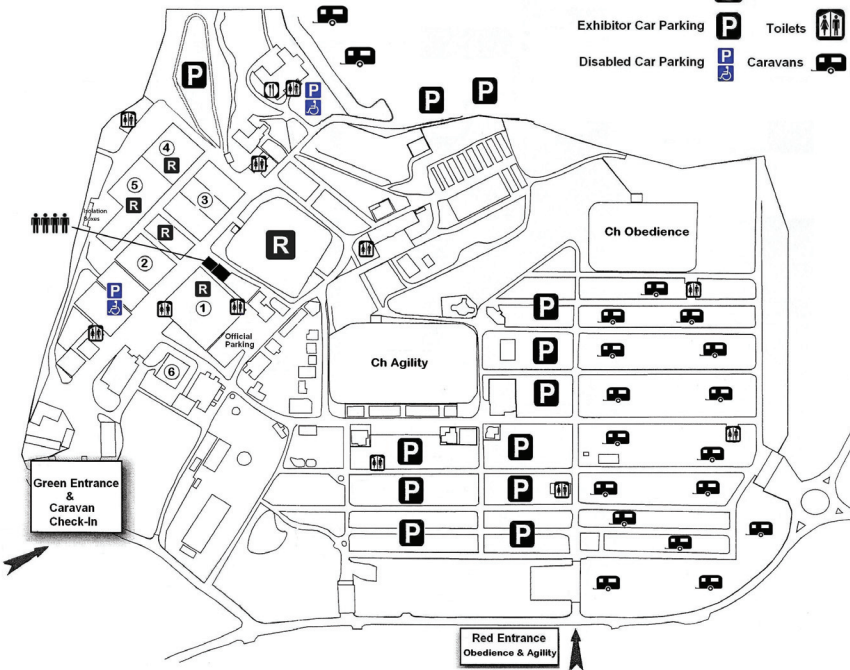 Exhibitor Car Parking P Toilets
Disabled Car Parking P Caravans
P
P
P
P
4
R
5
R
3
Isolation
Boxes
R
R
2
P
R
1
Official
Parking
6
Ch Obedience
Ch Agility
P
P
P
P
P
P
P
P
P
Green Entrance
&
Caravan
Check-In
Red Entrance
Obedience & Agility